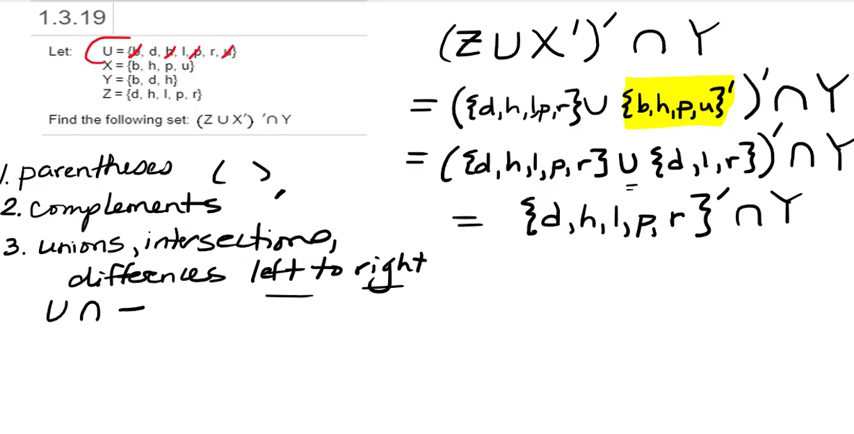 1.3.19
Let: U = {b, d, h, l, p, r, u}
X = {b, h, p, u}
Y = {b, d, h}
Z = {d, h, l, p, r}
Find the following set: (Z ∪ X′) ′∩ Y
1. parentheses ( )
2. complements ′
3. unions, intersections,
differences left to right
∪ ∩ −
(Z ∪ X′)′ ∩ Y
= ({d,h,l,p,r}∪ {b,h,p,u}′ )′∩ Y
= ({d,h,l,p,r} ∪ {d,l,r})′∩ Y
= {d,h,l,p,r}′ ∩ Y